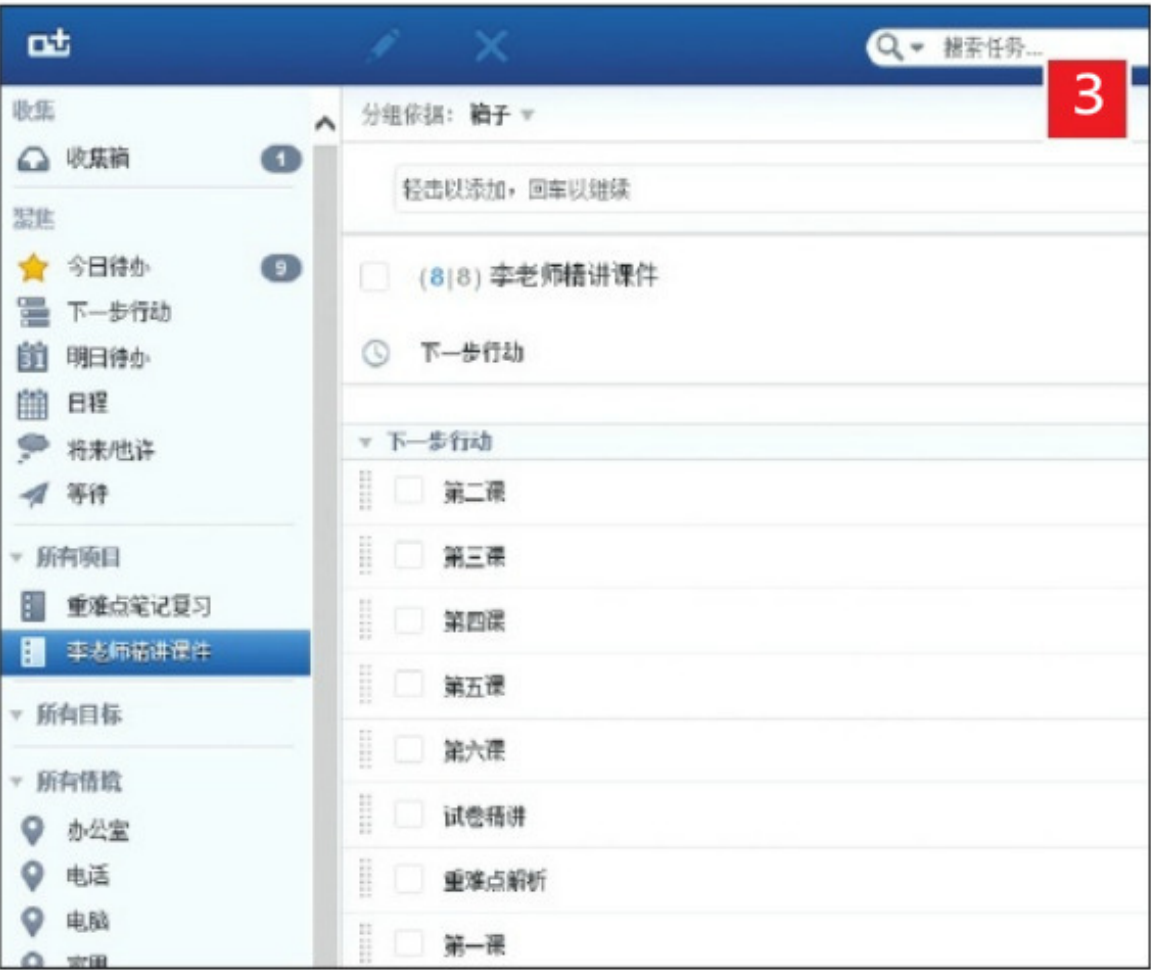 搜索任务...
3
收集
收集箱 1
聚焦
今日待办 9
下一步行动
31 明日待办
日程
将来/也许
等待
所有项目
重难点笔记复习
李老师精讲课件
所有目标
所有情境
办公室
电话
电脑
分组依据：箱子
轻击以添加，回车以继续
(8|8) 李老师精讲课件
下一步行动
下一步行动
第二课
第三课
第四课
第五课
第六课
试卷精讲
重难点解析
第一课